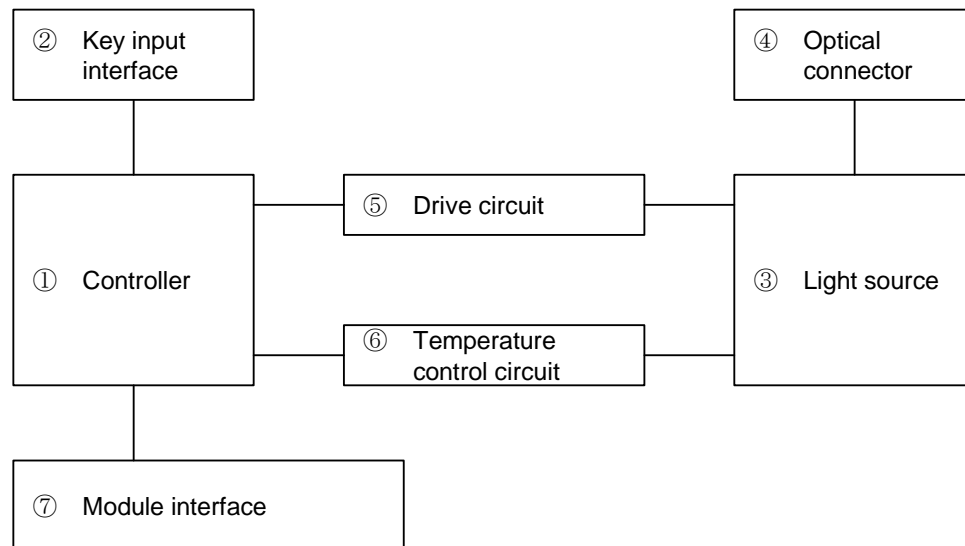 ② Key input
interface
④ Optical
connector
⑤ Drive circuit
① Controller
③ Light source
⑥ Temperature
control circuit
⑦ Module interface